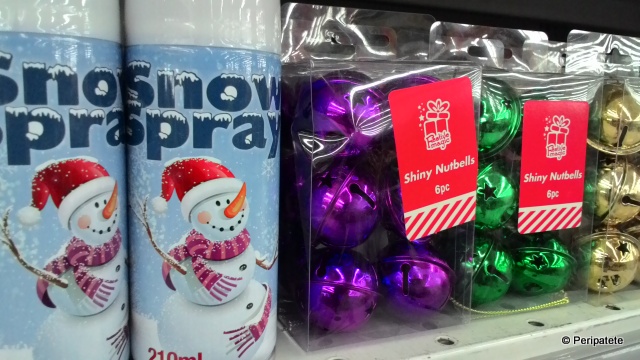 Snow
Spray
Snow
Spray
210ml
Shiny Nutbells
6pc
Shiny Nutbells
6pc
© Peripatete